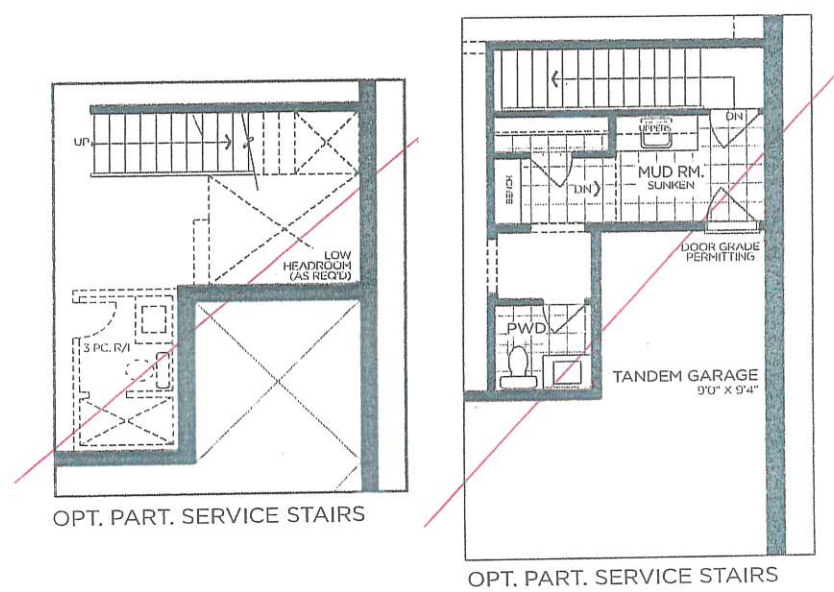 UP
LOW
HEADROOM
(AS REQ'D)
3 PC. R/I
OPT. PART. SERVICE STAIRS
DN
UPPERS
MUD RM.
SUNKEN
BENCH
DN
DOOR GRADE
PERMITTING
PWD.
TANDEM GARAGE
9'0" X 9'4"
OPT. PART. SERVICE STAIRS